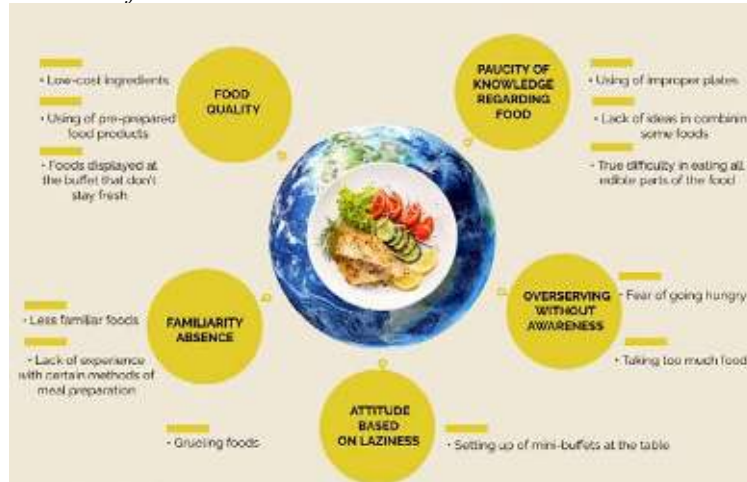 FOOD
QUALITY
• Low-cost ingredients
• Using of pre-prepared
food products
• Foods displayed at
the buffet that don't
stay fresh
PAUCITY OF
KNOWLEDGE
REGARDING
FOOD
• Using of improper plates
• Lack of ideas in combinin
some foods
• True difficulty in eating all
edible parts of the food
FAMILIARITY
ABSENCE
• Less familiar foods
• Lack of experience
with certain methods of
meal preparation
OVERSERVING
WITHOUT
AWARENESS
• Fear of going hungry
• Taking too much food
ATTITUDE
BASED
ON LAZINESS
• Grueling foods
• Setting up of mini-buffets at the table